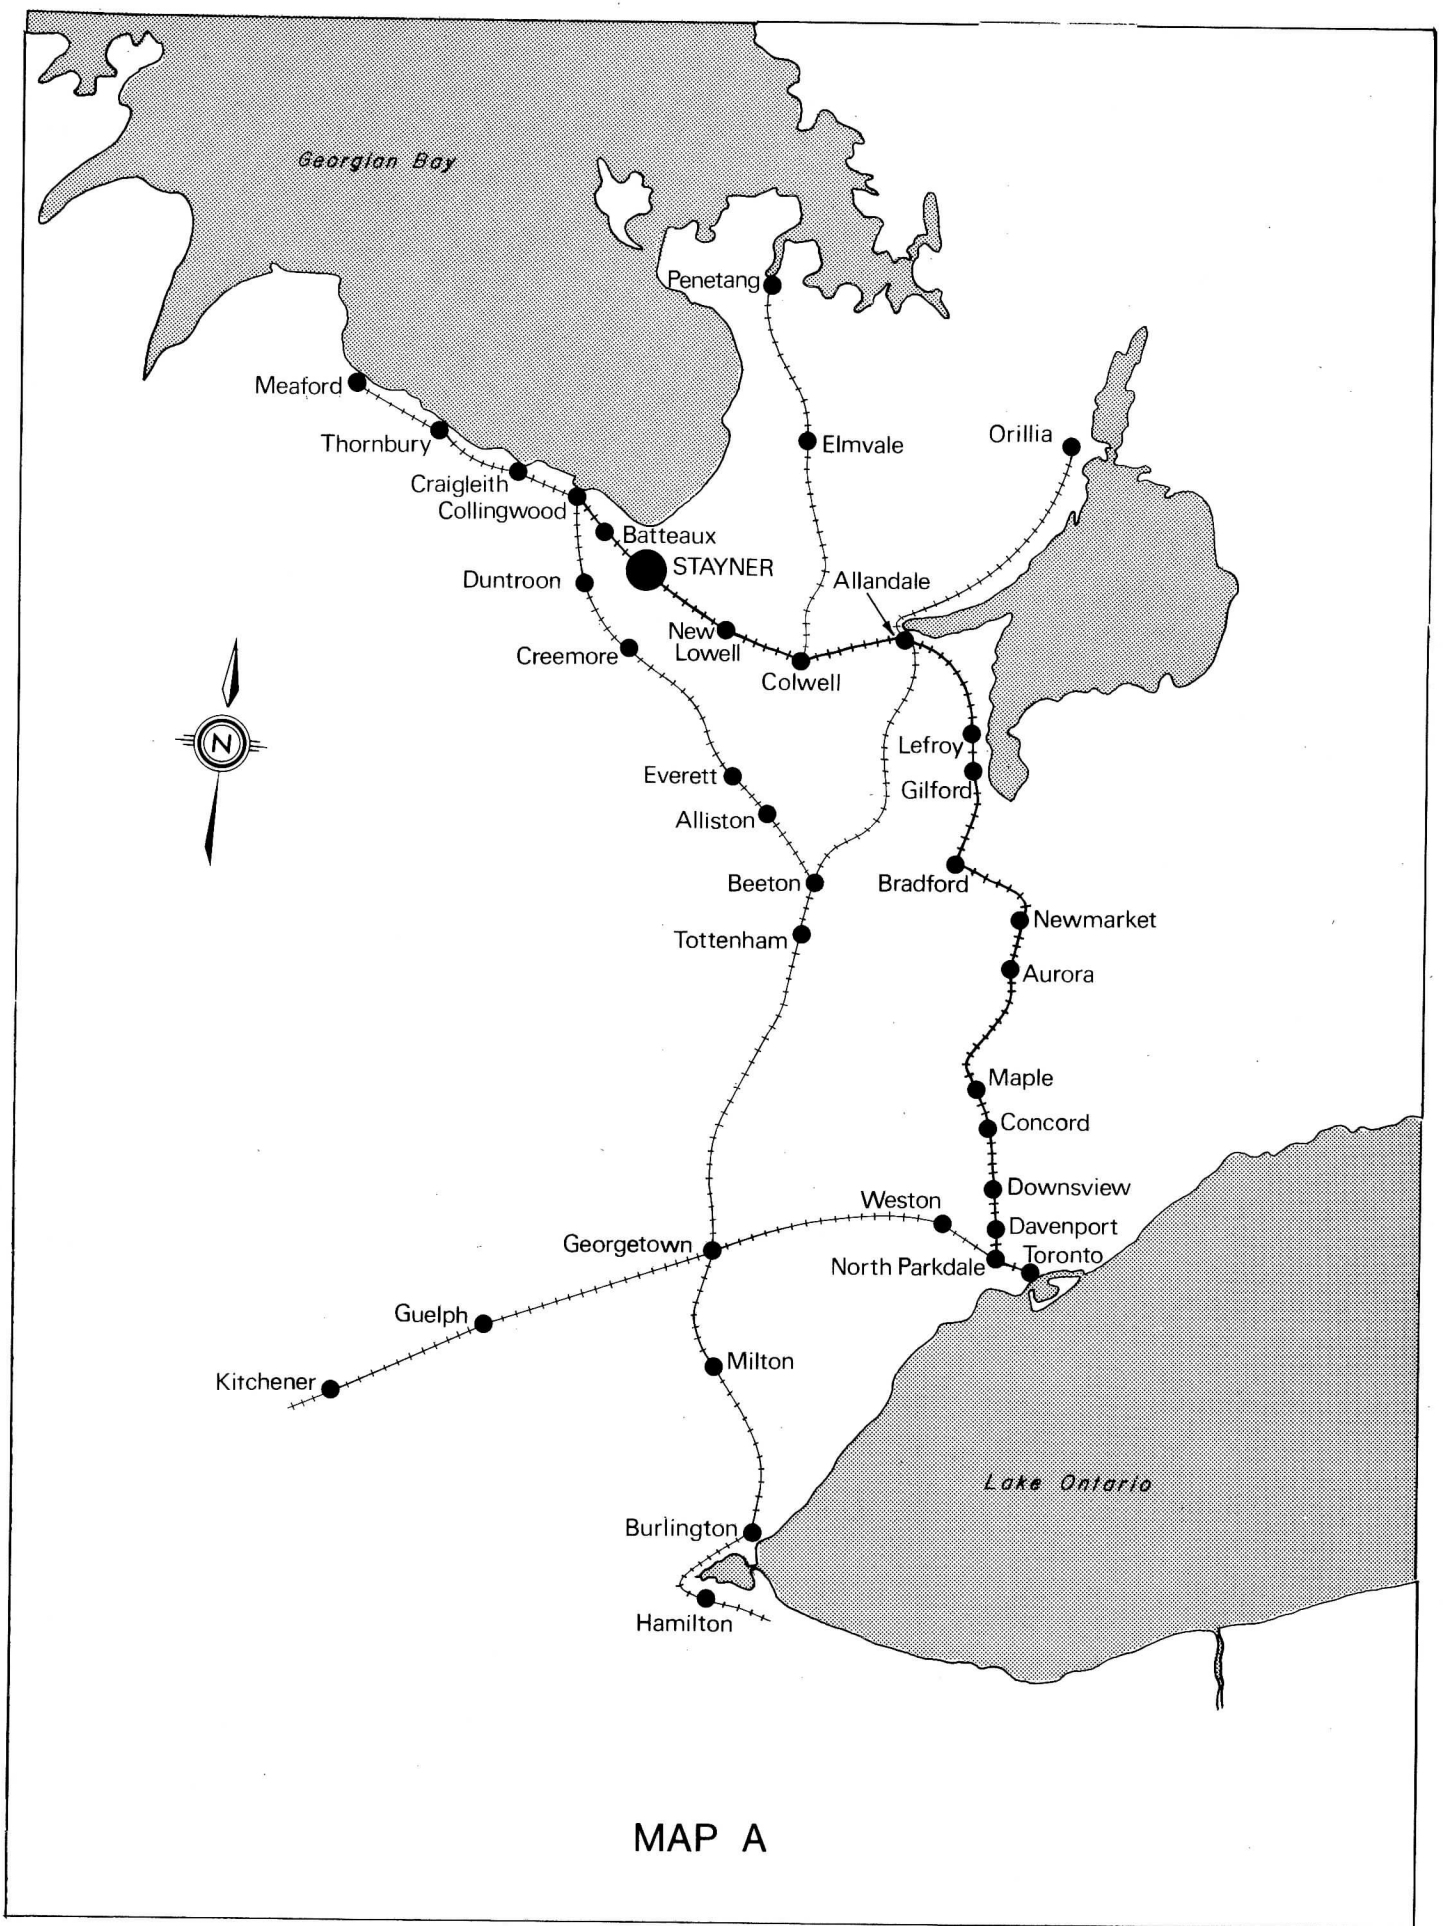 Georgian Bay
Penetang
Meaford
Thornbury
Elmvale
Orillia
Craigleith
Collingwood
Batteaux
STAYNER
Duntroon
Allandale
New
Lowell
Creemore
Colwell
N
Lefroy
Everett
Gilford
Alliston
Beeton
Bradford
Newmarket
Tottenham
Aurora
Maple
Concord
Downsview
Weston
Davenport
Georgetown
Toronto
North Parkdale
Guelph
Milton
Kitchener
Lake Ontario
Burlington
Hamilton
MAP A